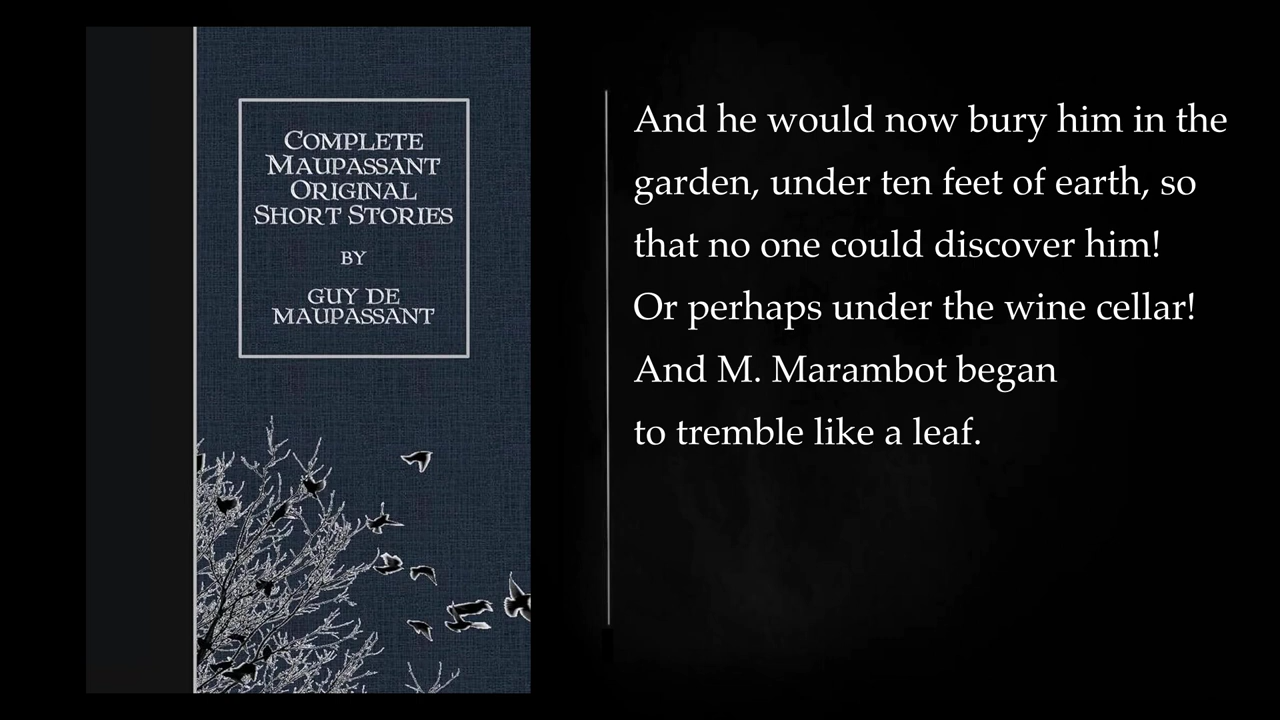 COMPLETE
MAUPASSANT
ORIGINAL
SHORT STORIES
BY
GUY DE
MAUPASSANT
And he would now bury him in the
garden, under ten feet of earth, so
that no one could discover him!
Or perhaps under the wine cellar!
And M. Marambot began
to tremble like a leaf.